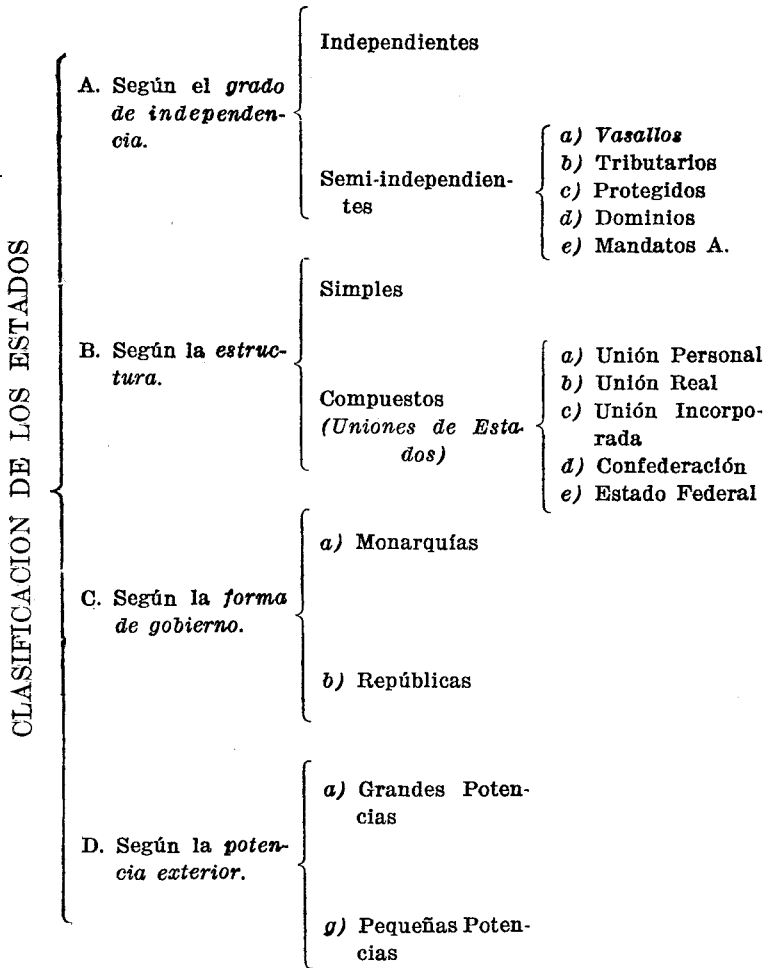 CLASIFICACION DE LOS ESTADOS
A. Según el grado
de independen-
cia.
Independientes
Semi-independien-
tes
a) Vasallos
b) Tributarios
c) Protegidos
d) Dominios
e) Mandatos A.
B. Según la estruc-
tura.
Simples
Compuestos
(Uniones de Esta-
dos)
a) Unión Personal
b) Unión Real
c) Unión Incorpo-
rada
d) Confederación
e) Estado Federal
C. Según la forma
de gobierno.
a) Monarquías
b) Repúblicas
D. Según la poten-
cia exterior.
a) Grandes Poten-
cias
g) Pequeñas Poten-
cias